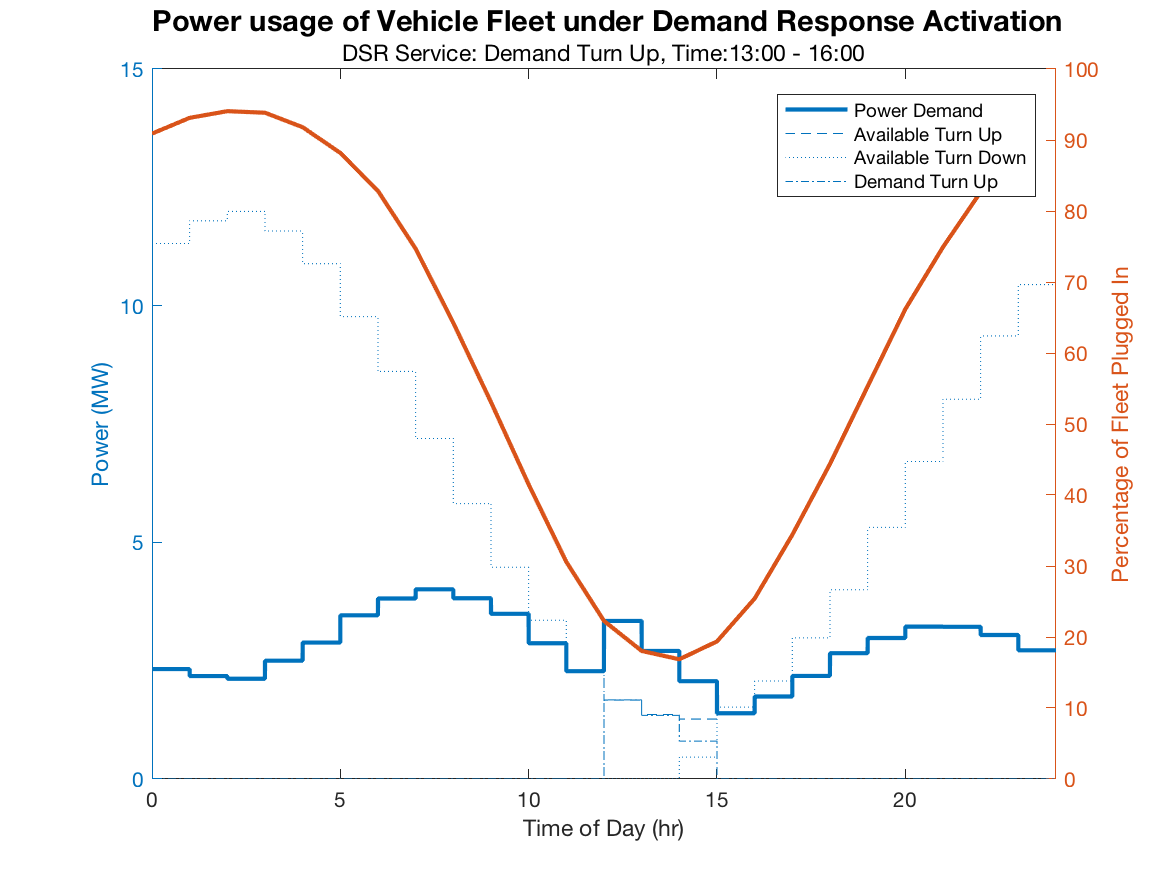 Power usage of Vehicle Fleet under Demand Response Activation
DSR Service: Demand Turn Up, Time:13:00 - 16:00
Power Demand
Available Turn Up
Available Turn Down
Demand Turn Up
15
10
5
0
Power (MW)
100
90
80
70
60
50
40
30
20
10
0
Percentage of Fleet Plugged In
0
5
10
15
20
Time of Day (hr)